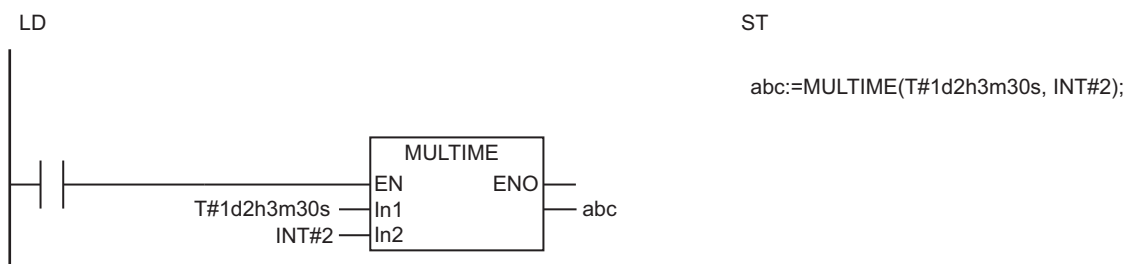 LD
ST
abc:=MULTIME(T#1d2h3m30s, INT#2);
MULTIME
EN ENO
T#1d2h3m30s In1 abc
INT#2 In2